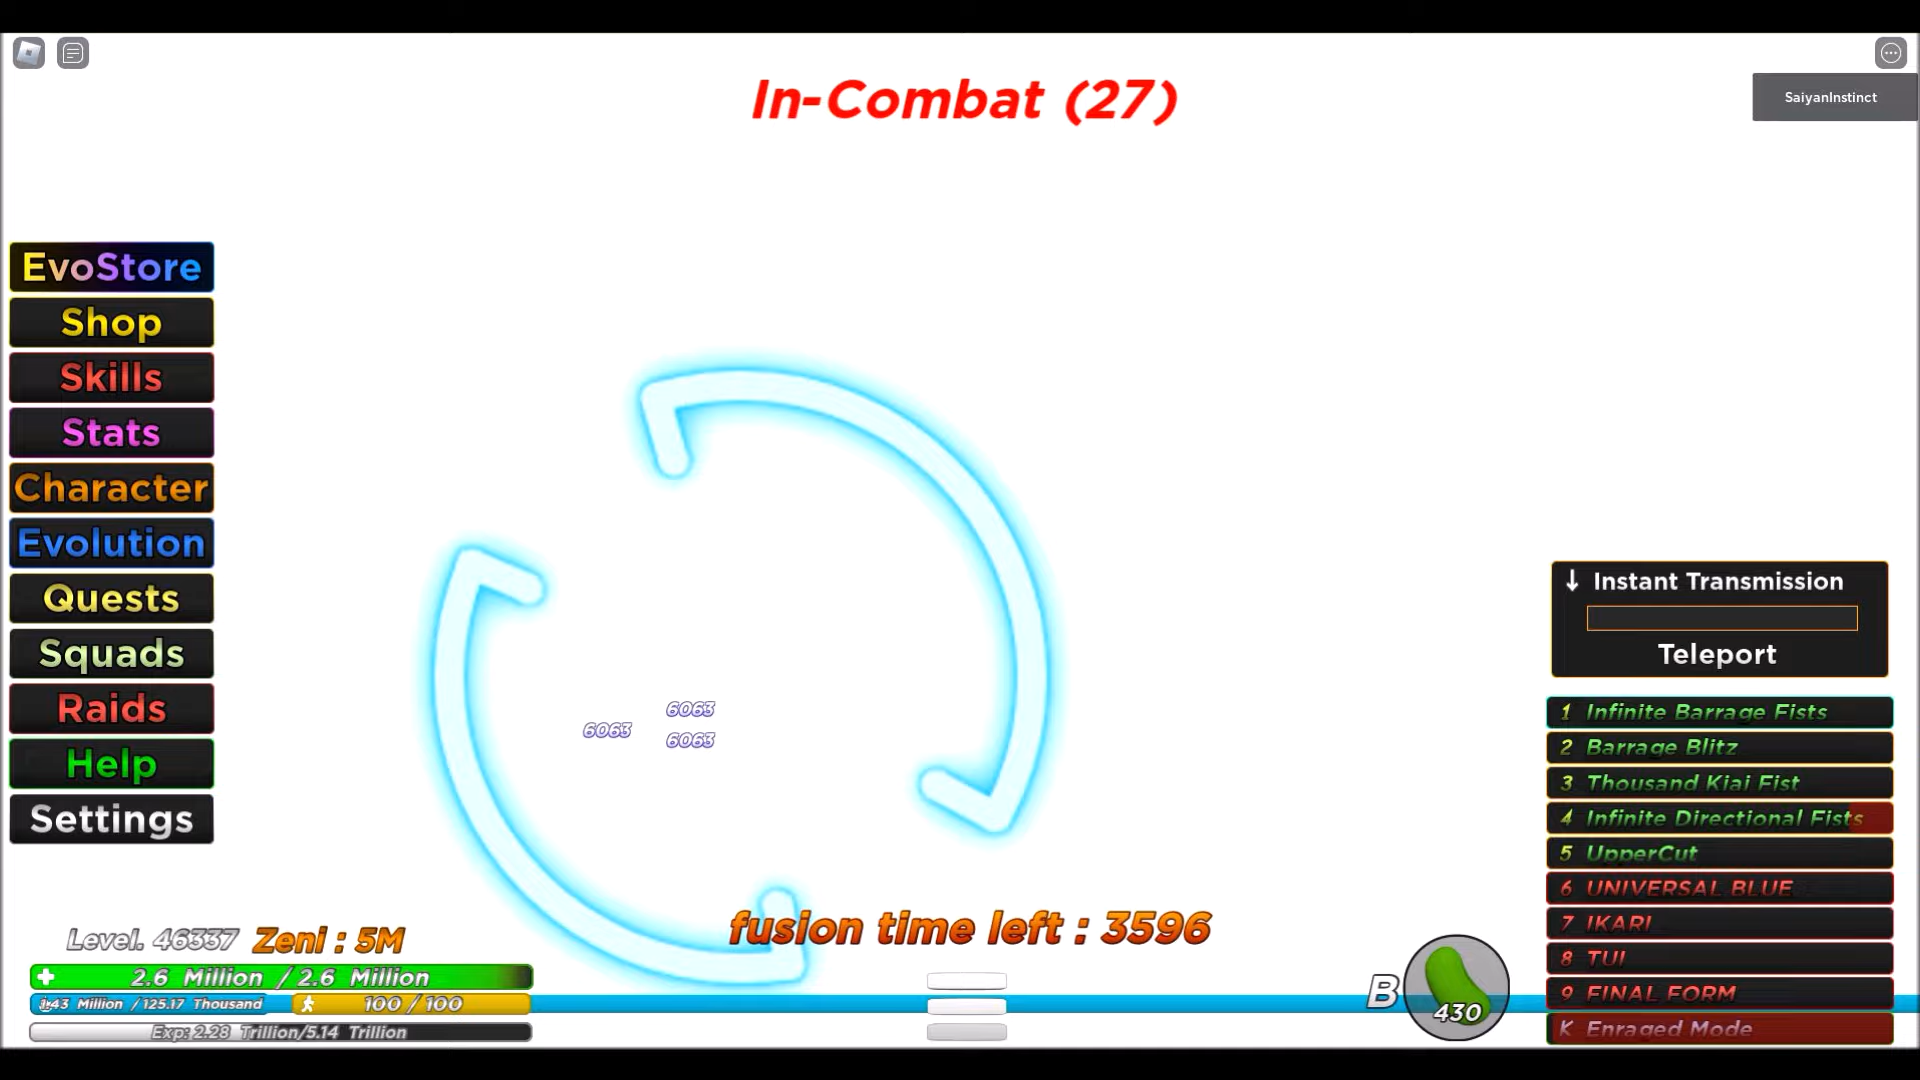 In-Combat (27)
SaiyanInstinct
EvoStore
Shop
Skills
Stats
Character
Evolution
Quests
Squads
Raids
Help
Settings
6063
6063
6063
↓ Instant Transmission
Teleport
1 Infinite Barrage Fists
2 Barrage Blitz
3 Thousand Kiai Fist
4 Infinite Directional Fists
5 UpperCut
6 UNIVERSAL BLUE
7 IKARI
8 TUI
9 FINAL FORM
K Enraged Mode
fusion time left : 3596
Level. 46337 Zeni : 5M
2.6 Million / 2.6 Million
Million /125.17 Thousand 100 / 100
Exp: 2.28 Trillion/5.14 Trillion
B
430